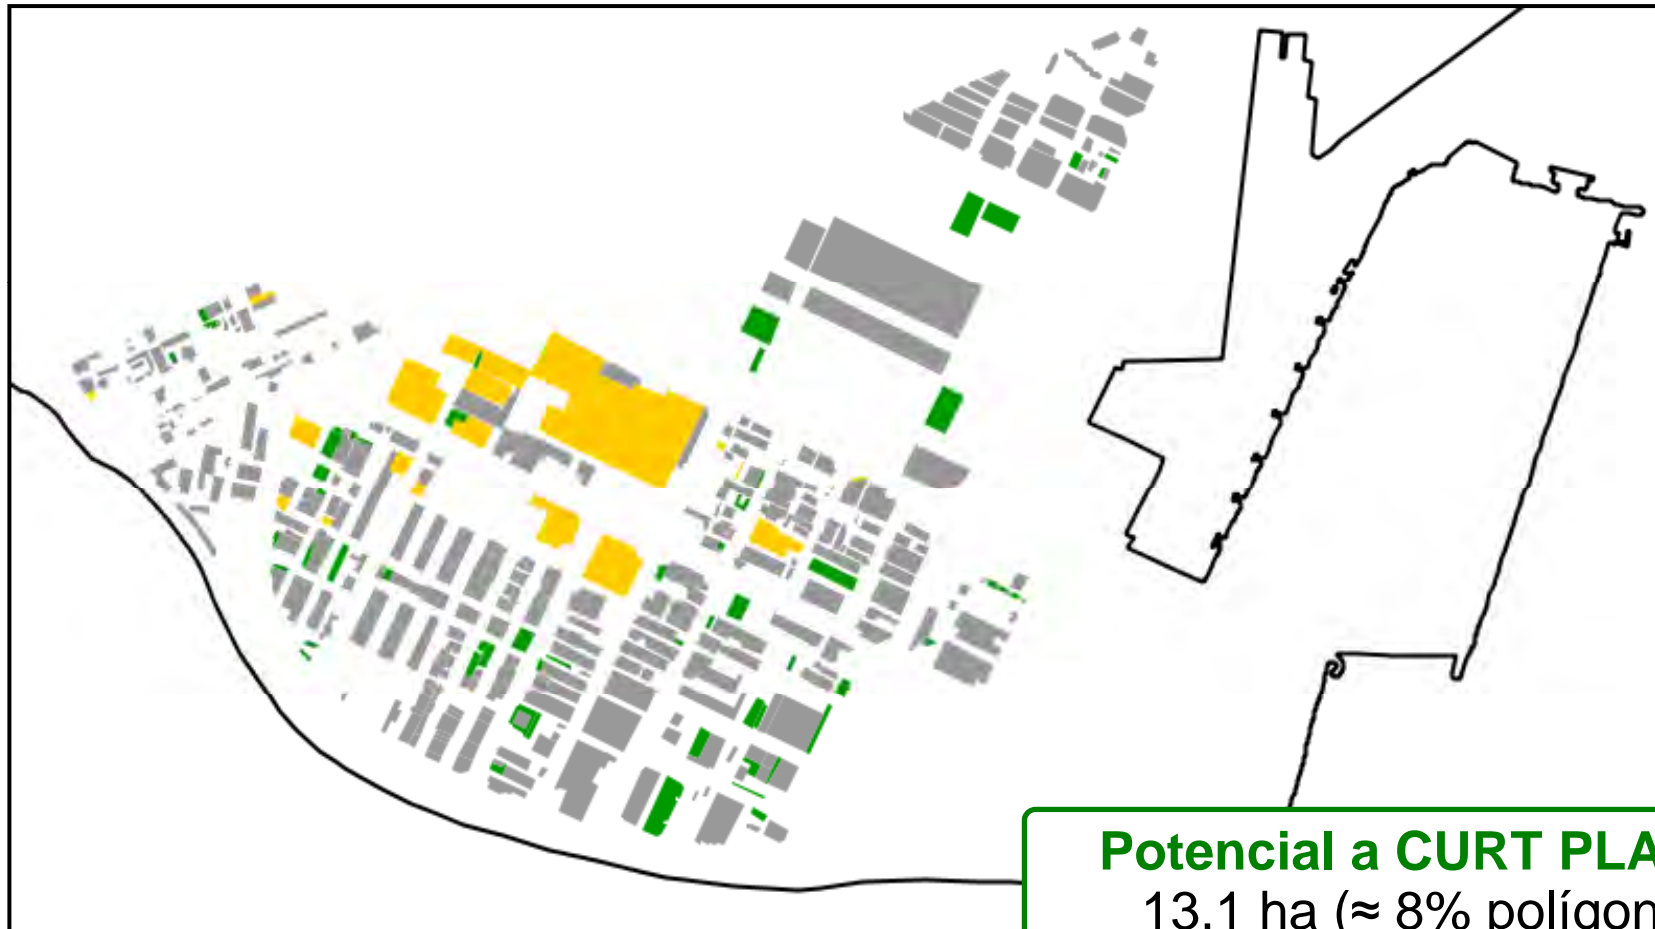 Potencial a CURT PLA
13.1 ha (≈ 8% polígon